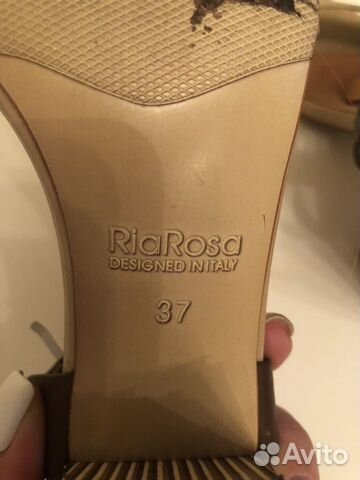 RiaRosa
DESIGNED IN ITALY
37
Avito